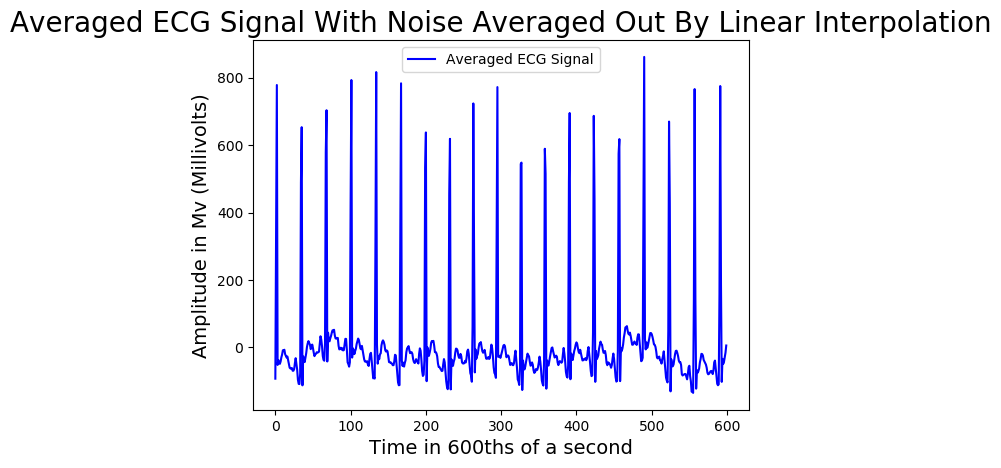 Averaged ECG Signal With Noise Averaged Out By Linear Interpolation
Averaged ECG Signal
Amplitude in Mv (Millivolts)
800
600
400
200
0
0 100 200 300 400 500 600
Time in 600ths of a second